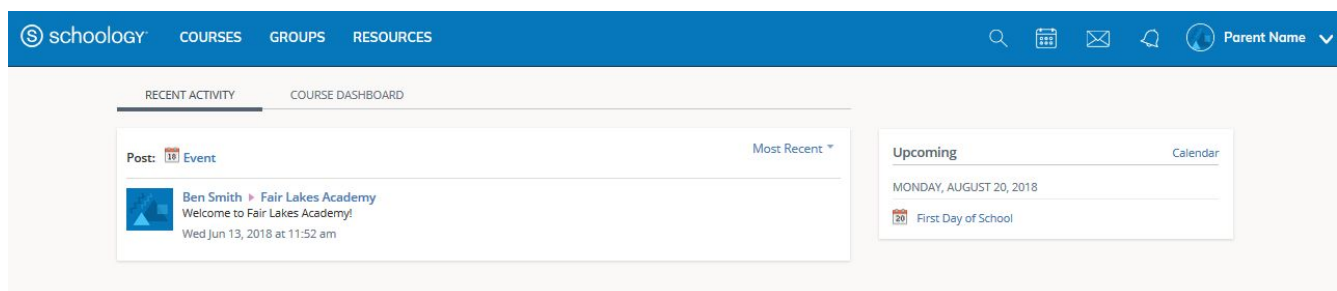 schoology COURSES GROUPS RESOURCES Parent Name
RECENT ACTIVITY COURSE DASHBOARD
Post: 18 Event Most Recent
Ben Smith Fair Lakes Academy
Welcome to Fair Lakes Academy!
Wed Jun 13, 2018 at 11:52 am
Upcoming Calendar
MONDAY, AUGUST 20, 2018
20 First Day of School